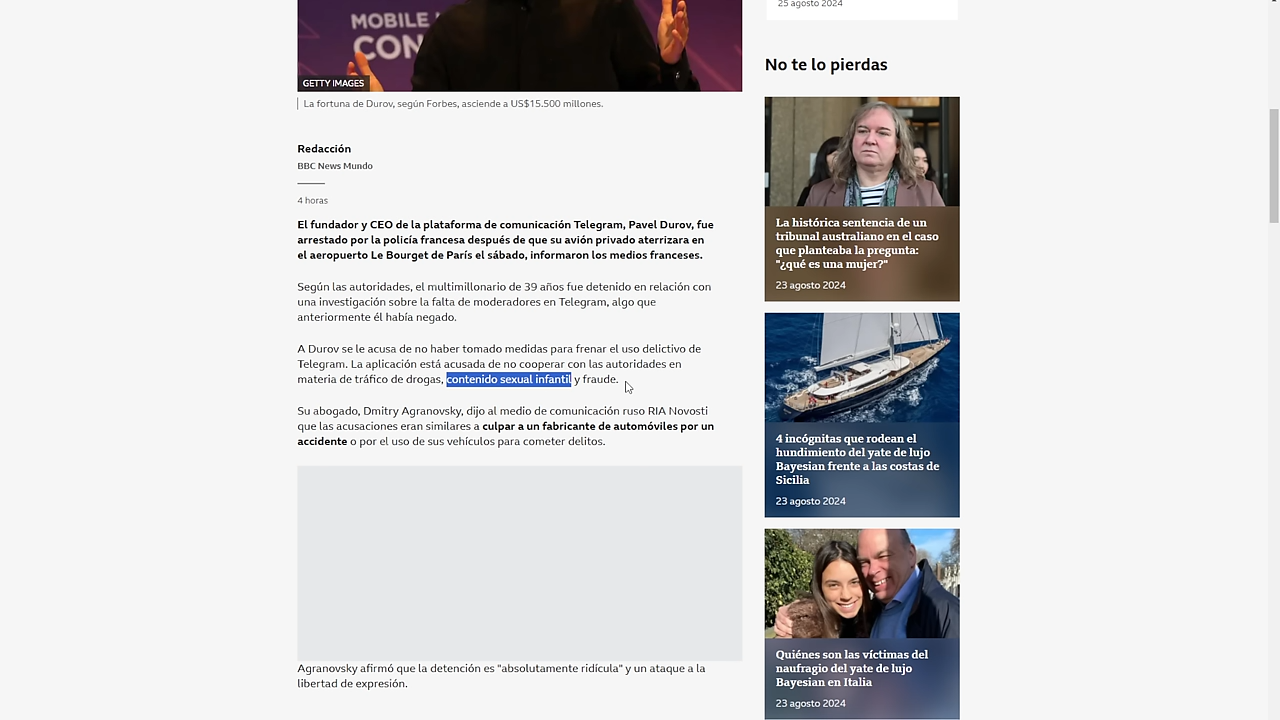 25 agosto 2024
No te lo pierdas
MOBILE
CON
GETTY IMAGES
La fortuna de Durov, según Forbes, asciende a US$15.500 millones.
Redacción
BBC News Mundo
4 horas
El fundador y CEO de la plataforma de comunicación Telegram, Pavel Durov, fue
arrestado por la policía francesa después de que su avión privado aterrizara en
el aeropuerto Le Bourget de París el sábado, informaron los medios franceses.
Según las autoridades, el multimillonario de 39 años fue detenido en relación con
una investigación sobre la falta de moderadores en Telegram, algo que
anteriormente él había negado.
A Durov se le acusa de no haber tomado medidas para frenar el uso delictivo de
Telegram. La aplicación está acusada de no cooperar con las autoridades en
materia de tráfico de drogas, contenido sexual infantil y fraude.
Su abogado, Dmitry Agranovsky, dijo al medio de comunicación ruso RIA Novosti
que las acusaciones eran similares a culpar a un fabricante de automóviles por un
accidente o por el uso de sus vehículos para cometer delitos.
Agranovsky afirmó que la detención es "absolutamente ridícula" y un ataque a la
libertad de expresión.
La histórica sentencia de un
tribunal australiano en el caso
que planteaba la pregunta:
"¿qué es una mujer?"
23 agosto 2024
4 incógnitas que rodean el
hundimiento del yate de lujo
Bayesian frente a las costas de
Sicilia
23 agosto 2024
Quiénes son las víctimas del
naufragio del yate de lujo
Bayesian en Italia
23 agosto 2024